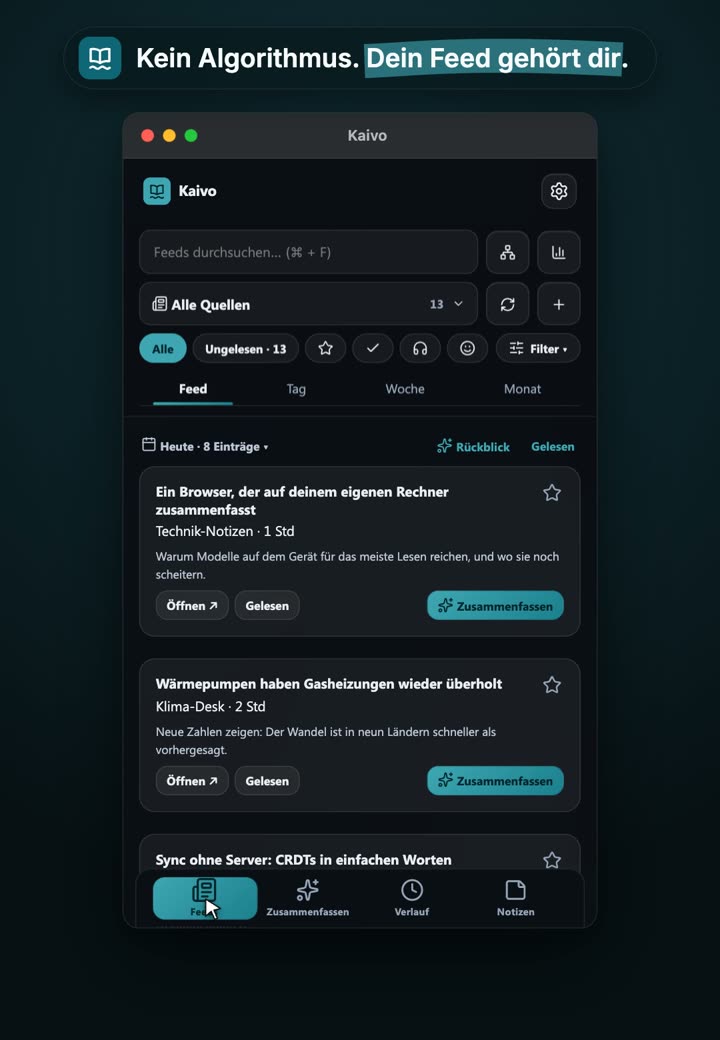 Kein Algorithmus. Dein Feed gehört dir.
Kaivo
Kaivo
Feeds durchsuchen... (⌘ + F)
Alle Quellen 13
Alle Ungelesen · 13 Filter ▾
Feed Tag Woche Monat
Heute · 8 Einträge ▾ Rückblick Gelesen
Ein Browser, der auf deinem eigenen Rechner
zusammenfasst
Technik-Notizen · 1 Std
Warum Modelle auf dem Gerät für das meiste Lesen reichen, und wo sie noch
scheitern.
Öffnen ↗ Gelesen Zusammenfassen
Wärmepumpen haben Gasheizungen wieder überholt
Klima-Desk · 2 Std
Neue Zahlen zeigen: Der Wandel ist in neun Ländern schneller als
vorhergesagt.
Öffnen ↗ Gelesen Zusammenfassen
Sync ohne Server: CRDTs in einfachen Worten
Zusammenfassen Verlauf Notizen